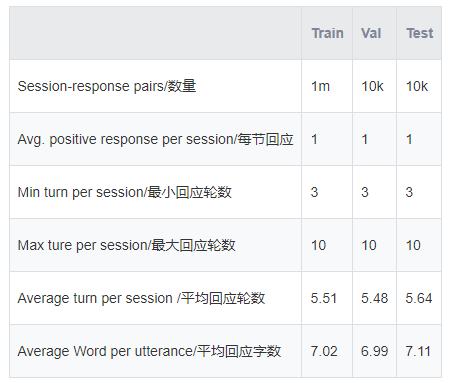 Train Val Test
Session-response pairs/数量 1m 10k 10k
Avg. positive response per session/每节回应 1 1 1
Min turn per session/最小回应轮数 3 3 3
Max ture per session/最大回应轮数 10 10 10
Average turn per session /平均回应轮数 5.51 5.48 5.64
Average Word per utterance/平均回应字数 7.02 6.99 7.11